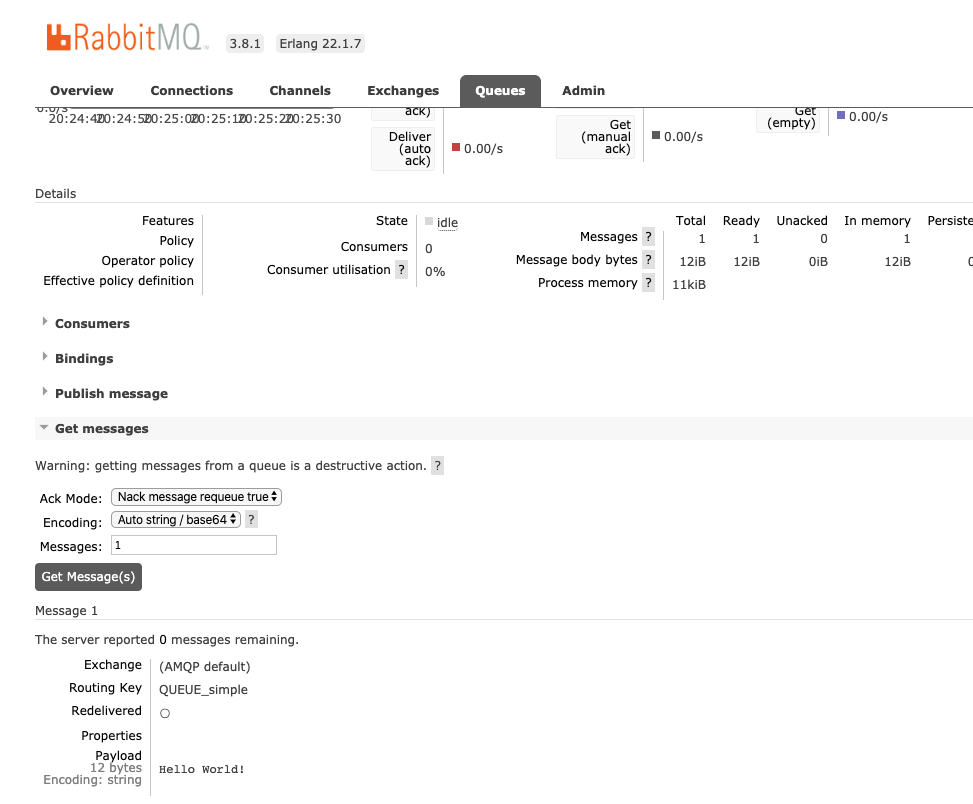 RabbitMQ TM 3.8.1 Erlang 22.1.7
Overview Connections Channels Exchanges Queues Admin
0.0/s
20:24:40 20:24:50 20:25:00 20:25:10 20:25:20 20:25:30
ack)
Deliver (auto ack) 0.00/s
Get (manual ack) 0.00/s
Get (empty) 0.00/s
Details
Features
Policy
Operator policy
Effective policy definition
State idle
Consumers 0
Consumer utilisation ? 0%
Total Ready Unacked In memory Persiste
Messages ? 1 1 0 1
Message body bytes ? 12iB 12iB 0iB 12iB 0
Process memory ? 11kiB
Consumers
Bindings
Publish message
Get messages
Warning: getting messages from a queue is a destructive action. ?
Ack Mode: Nack message requeue true
Encoding: Auto string / base64 ?
Messages: 1
Get Message(s)
Message 1
The server reported 0 messages remaining.
Exchange (AMQP default)
Routing Key QUEUE_simple
Redelivered ○
Properties
Payload
12 bytes Hello World!
Encoding: string